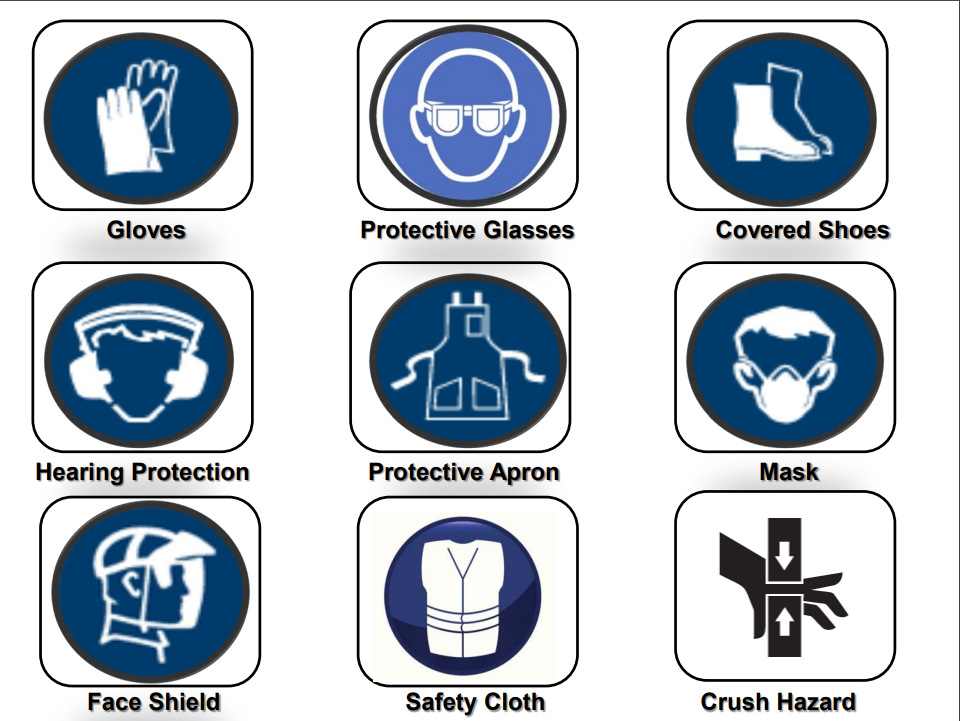 Gloves
Protective Glasses
Covered Shoes
Hearing Protection
Protective Apron
Mask
Face Shield
Safety Cloth
Crush Hazard